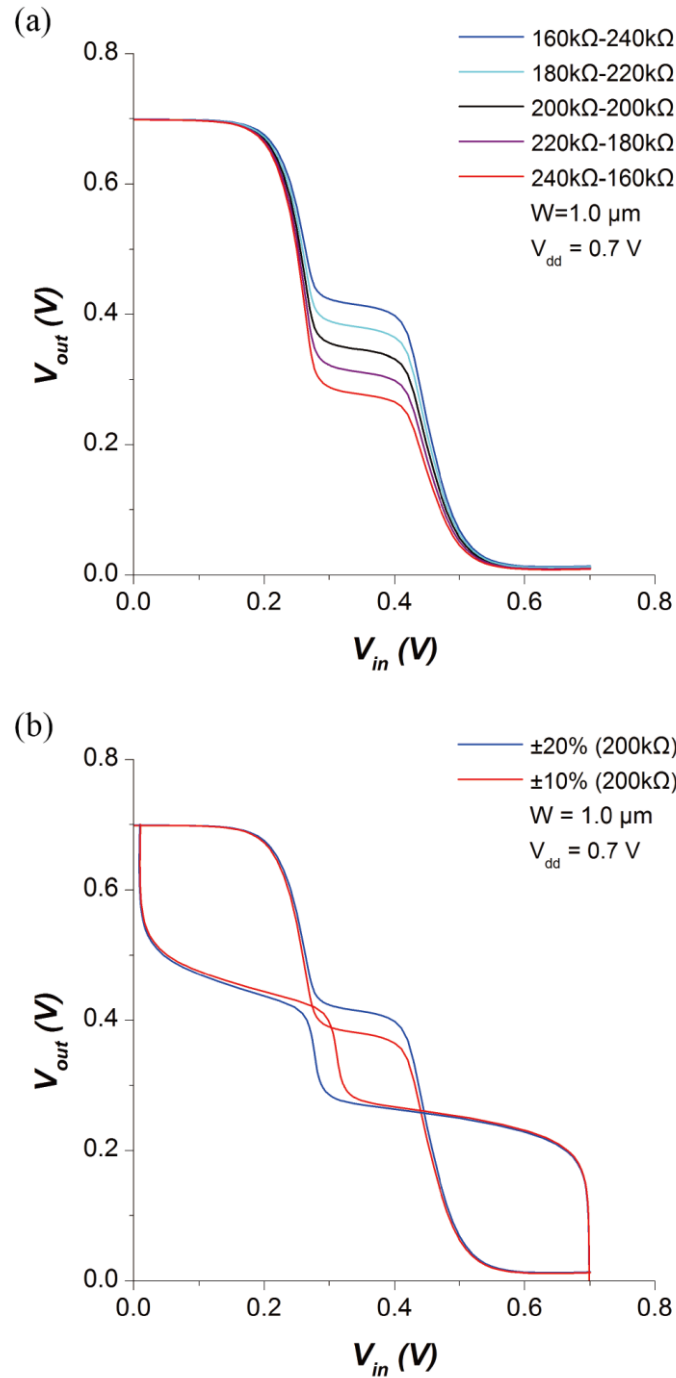 (a)
0.8
0.6
0.4
0.2
0.0
V_out (V)
160kΩ-240kΩ
180kΩ-220kΩ
200kΩ-200kΩ
220kΩ-180kΩ
240kΩ-160kΩ
W=1.0 µm
V_dd = 0.7 V
0.0 0.2 0.4 0.6 0.8
V_in (V)
(b)
0.8
0.6
0.4
0.2
0.0
V_out (V)
±20% (200kΩ)
±10% (200kΩ)
W = 1.0 µm
V_dd = 0.7 V
0.0 0.2 0.4 0.6 0.8
V_in (V)